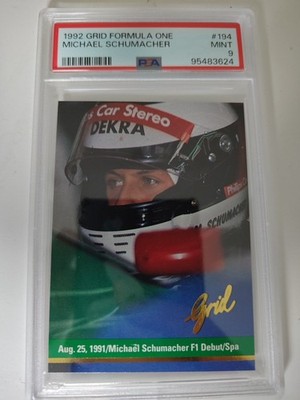 1992 GRID FORMULA ONE #194
MICHAEL SCHUMACHER MINT
9
PSA 95483624
Car Stereo
DEKRA
SCHUMACHER
Grid
Aug. 25, 1991/Michael Schumacher F1 Debut/Spa